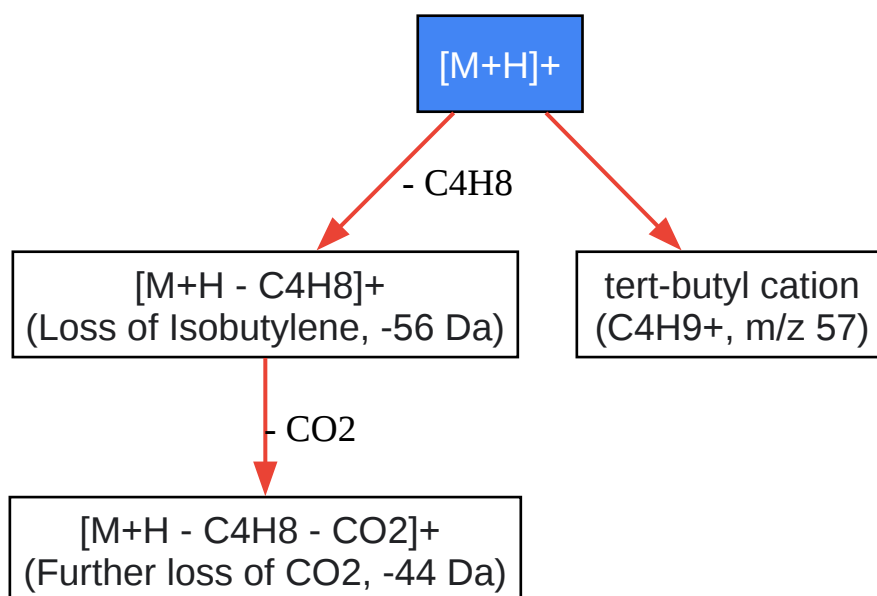 [M+H]+
- C4H8
[M+H - C4H8]+
(Loss of Isobutylene, -56 Da)
tert-butyl cation
(C4H9+, m/z 57)
- CO2
[M+H - C4H8 - CO2]+
(Further loss of CO2, -44 Da)